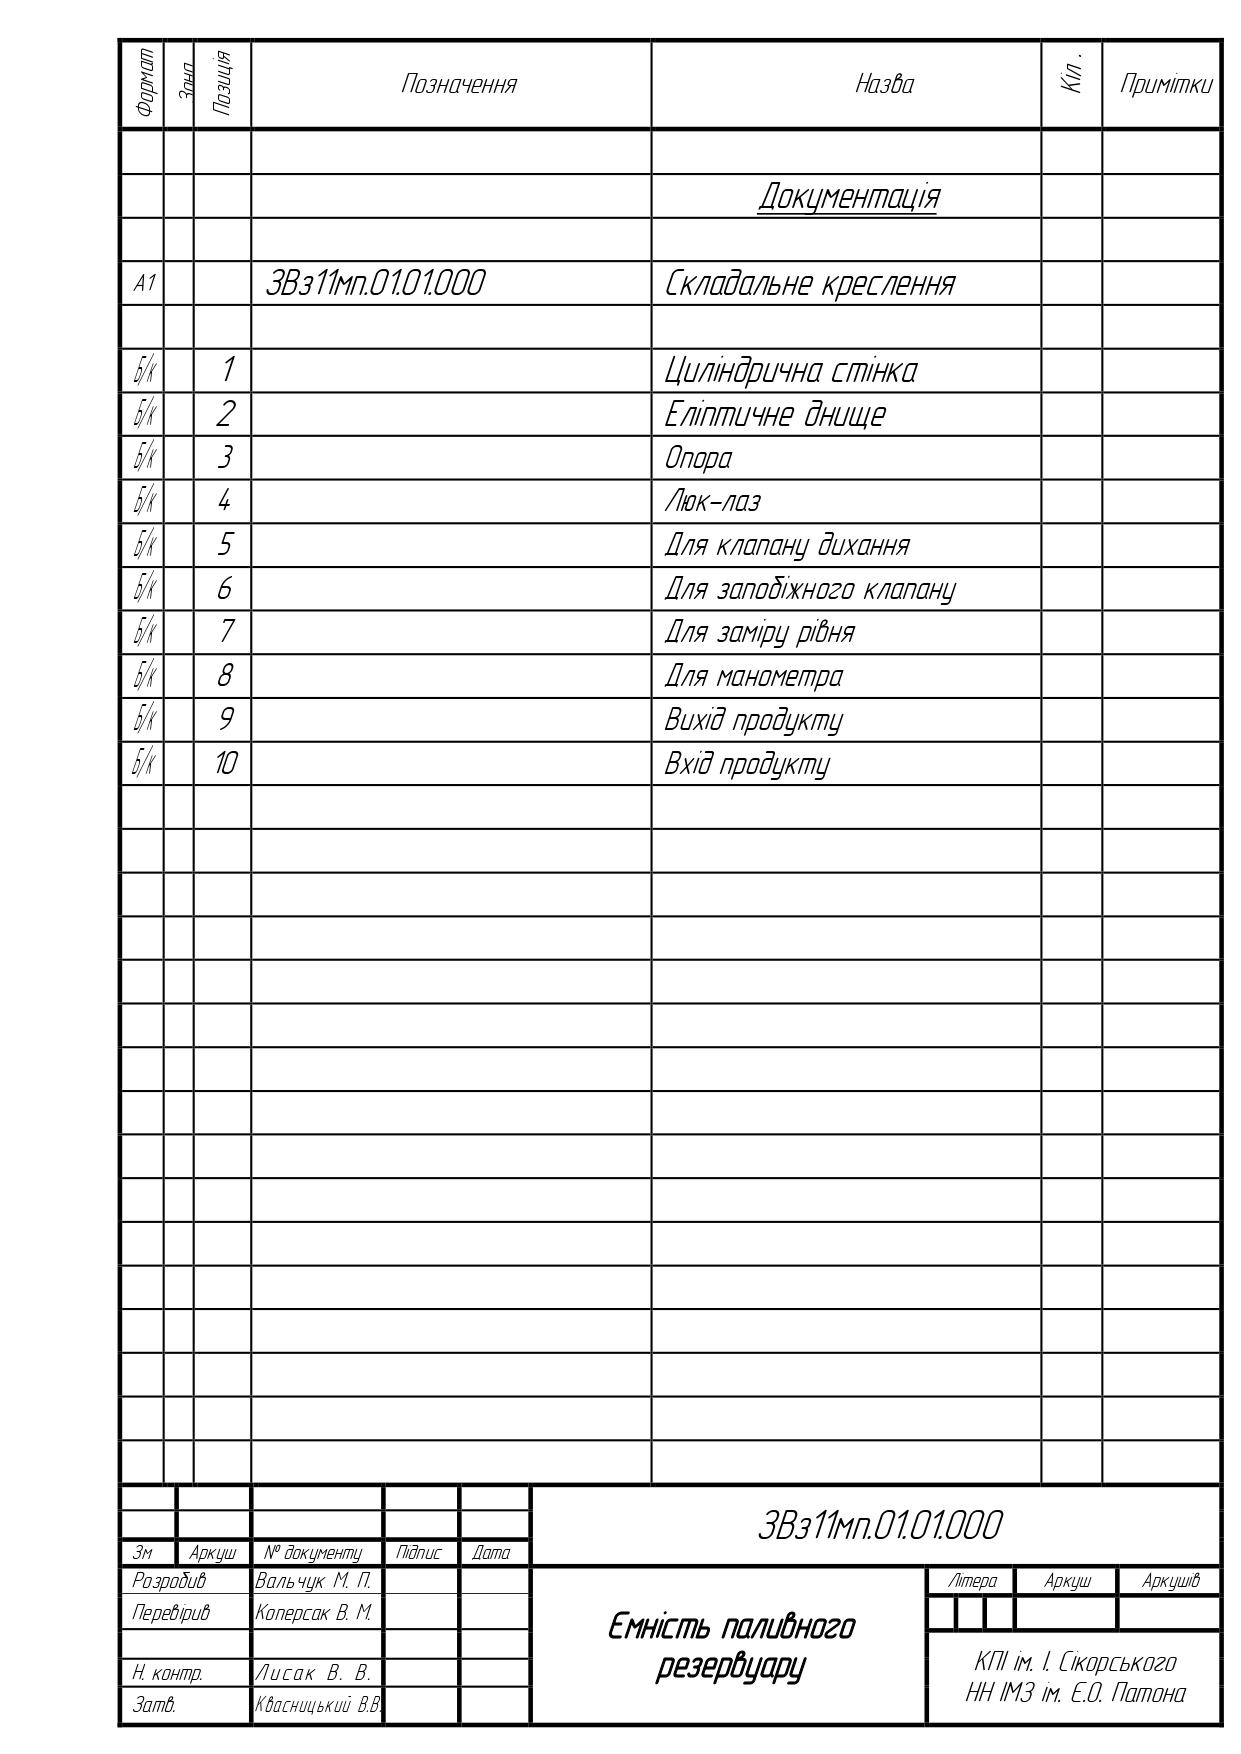 Формат Зона Позиція Позначення Назва Кіл . Примітки
Документація
А1 ЗВз11мп.01.01.000 Складальне креслення
Б/к 1 Циліндрична стінка
Б/к 2 Еліптичне днище
Б/к 3 Опора
Б/к 4 Люк-лаз
Б/к 5 Для клапану дихання
Б/к 6 Для запобіжного клапану
Б/к 7 Для заміру рівня
Б/к 8 Для манометра
Б/к 9 Вихід продукту
Б/к 10 Вхід продукту
ЗВз11мп.01.01.000
Зм Аркуш № документу Підпис Дата
Розробив Вальчук М. П.
Перевірив Коперсак В. М.
Н. контр. Лисак В. В.
Затв. Квасницький В.В.
Емність паливного
резервуару
Літера Аркуш Аркушів
КПІ ім. І. Сікорського
НН ІМЗ ім. Є.О. Патона